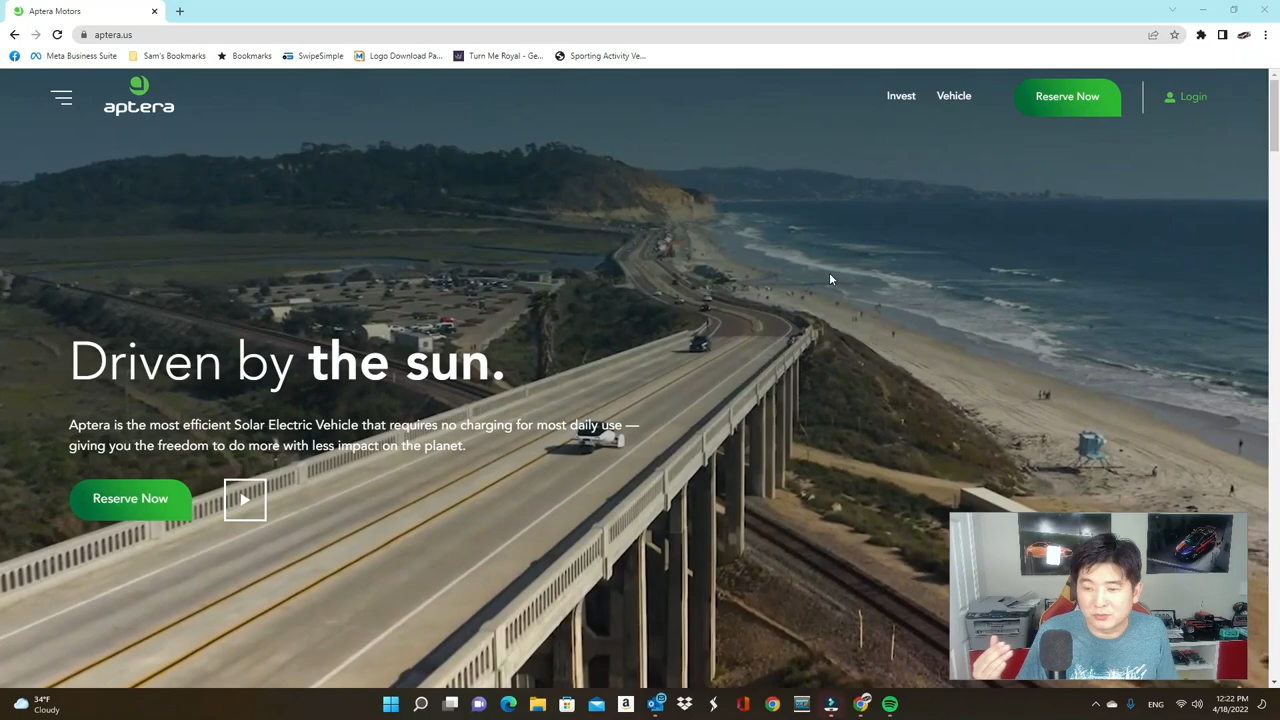 Aptera Motors
aptera.us
Meta Business Suite
Sam's Bookmarks
Bookmarks
SwipeSimple
Logo Download Pa...
Turn Me Royal - Ge...
Sporting Activity Ve...
aptera
Invest
Vehicle
Reserve Now
Login
Driven by the sun.
Aptera is the most efficient Solar Electric Vehicle that requires no charging for most daily use —
giving you the freedom to do more with less impact on the planet.
Reserve Now
34°F
Cloudy
ENG
12:22 PM
4/18/2022